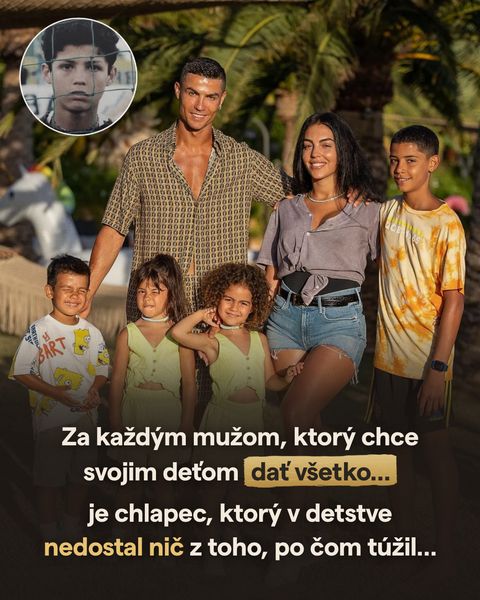 Za každým mužom, ktorý chce
svojim deťom dať všetko...
je chlapec, ktorý v detstve
nedostal nič z toho, po čom túžil...
BART